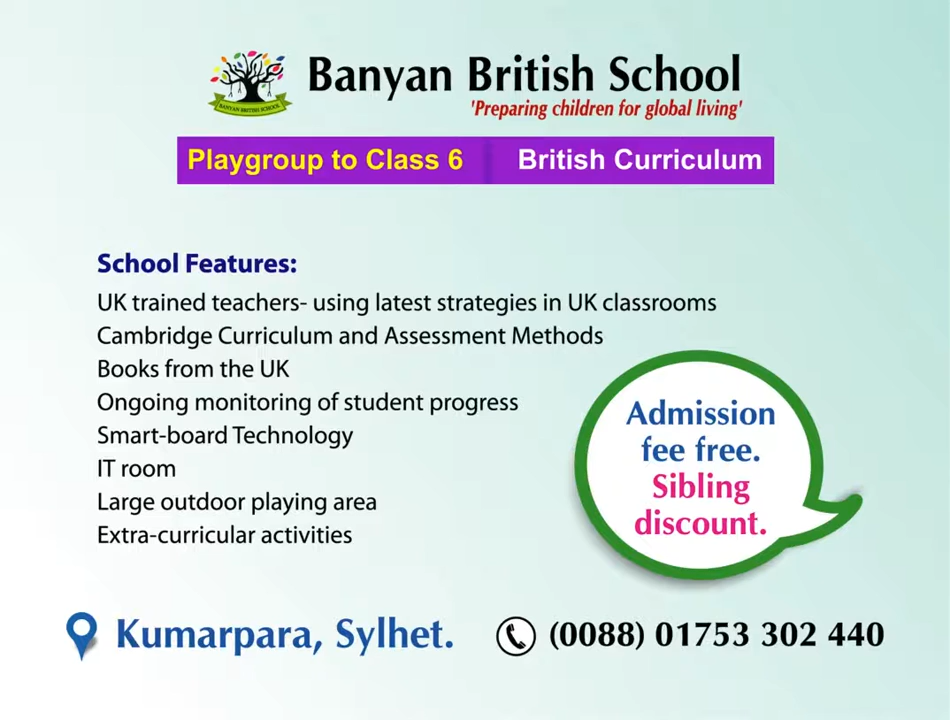 Banyan British School
'Preparing children for global living'
BANYAN BRITISH SCHOOL
Playgroup to Class 6 British Curriculum
School Features:
UK trained teachers- using latest strategies in UK classrooms
Cambridge Curriculum and Assessment Methods
Books from the UK
Ongoing monitoring of student progress
Smart-board Technology
IT room
Large outdoor playing area
Extra-curricular activities
Admission
fee free.
Sibling
discount.
Kumarpara, Sylhet. (0088) 01753 302 440